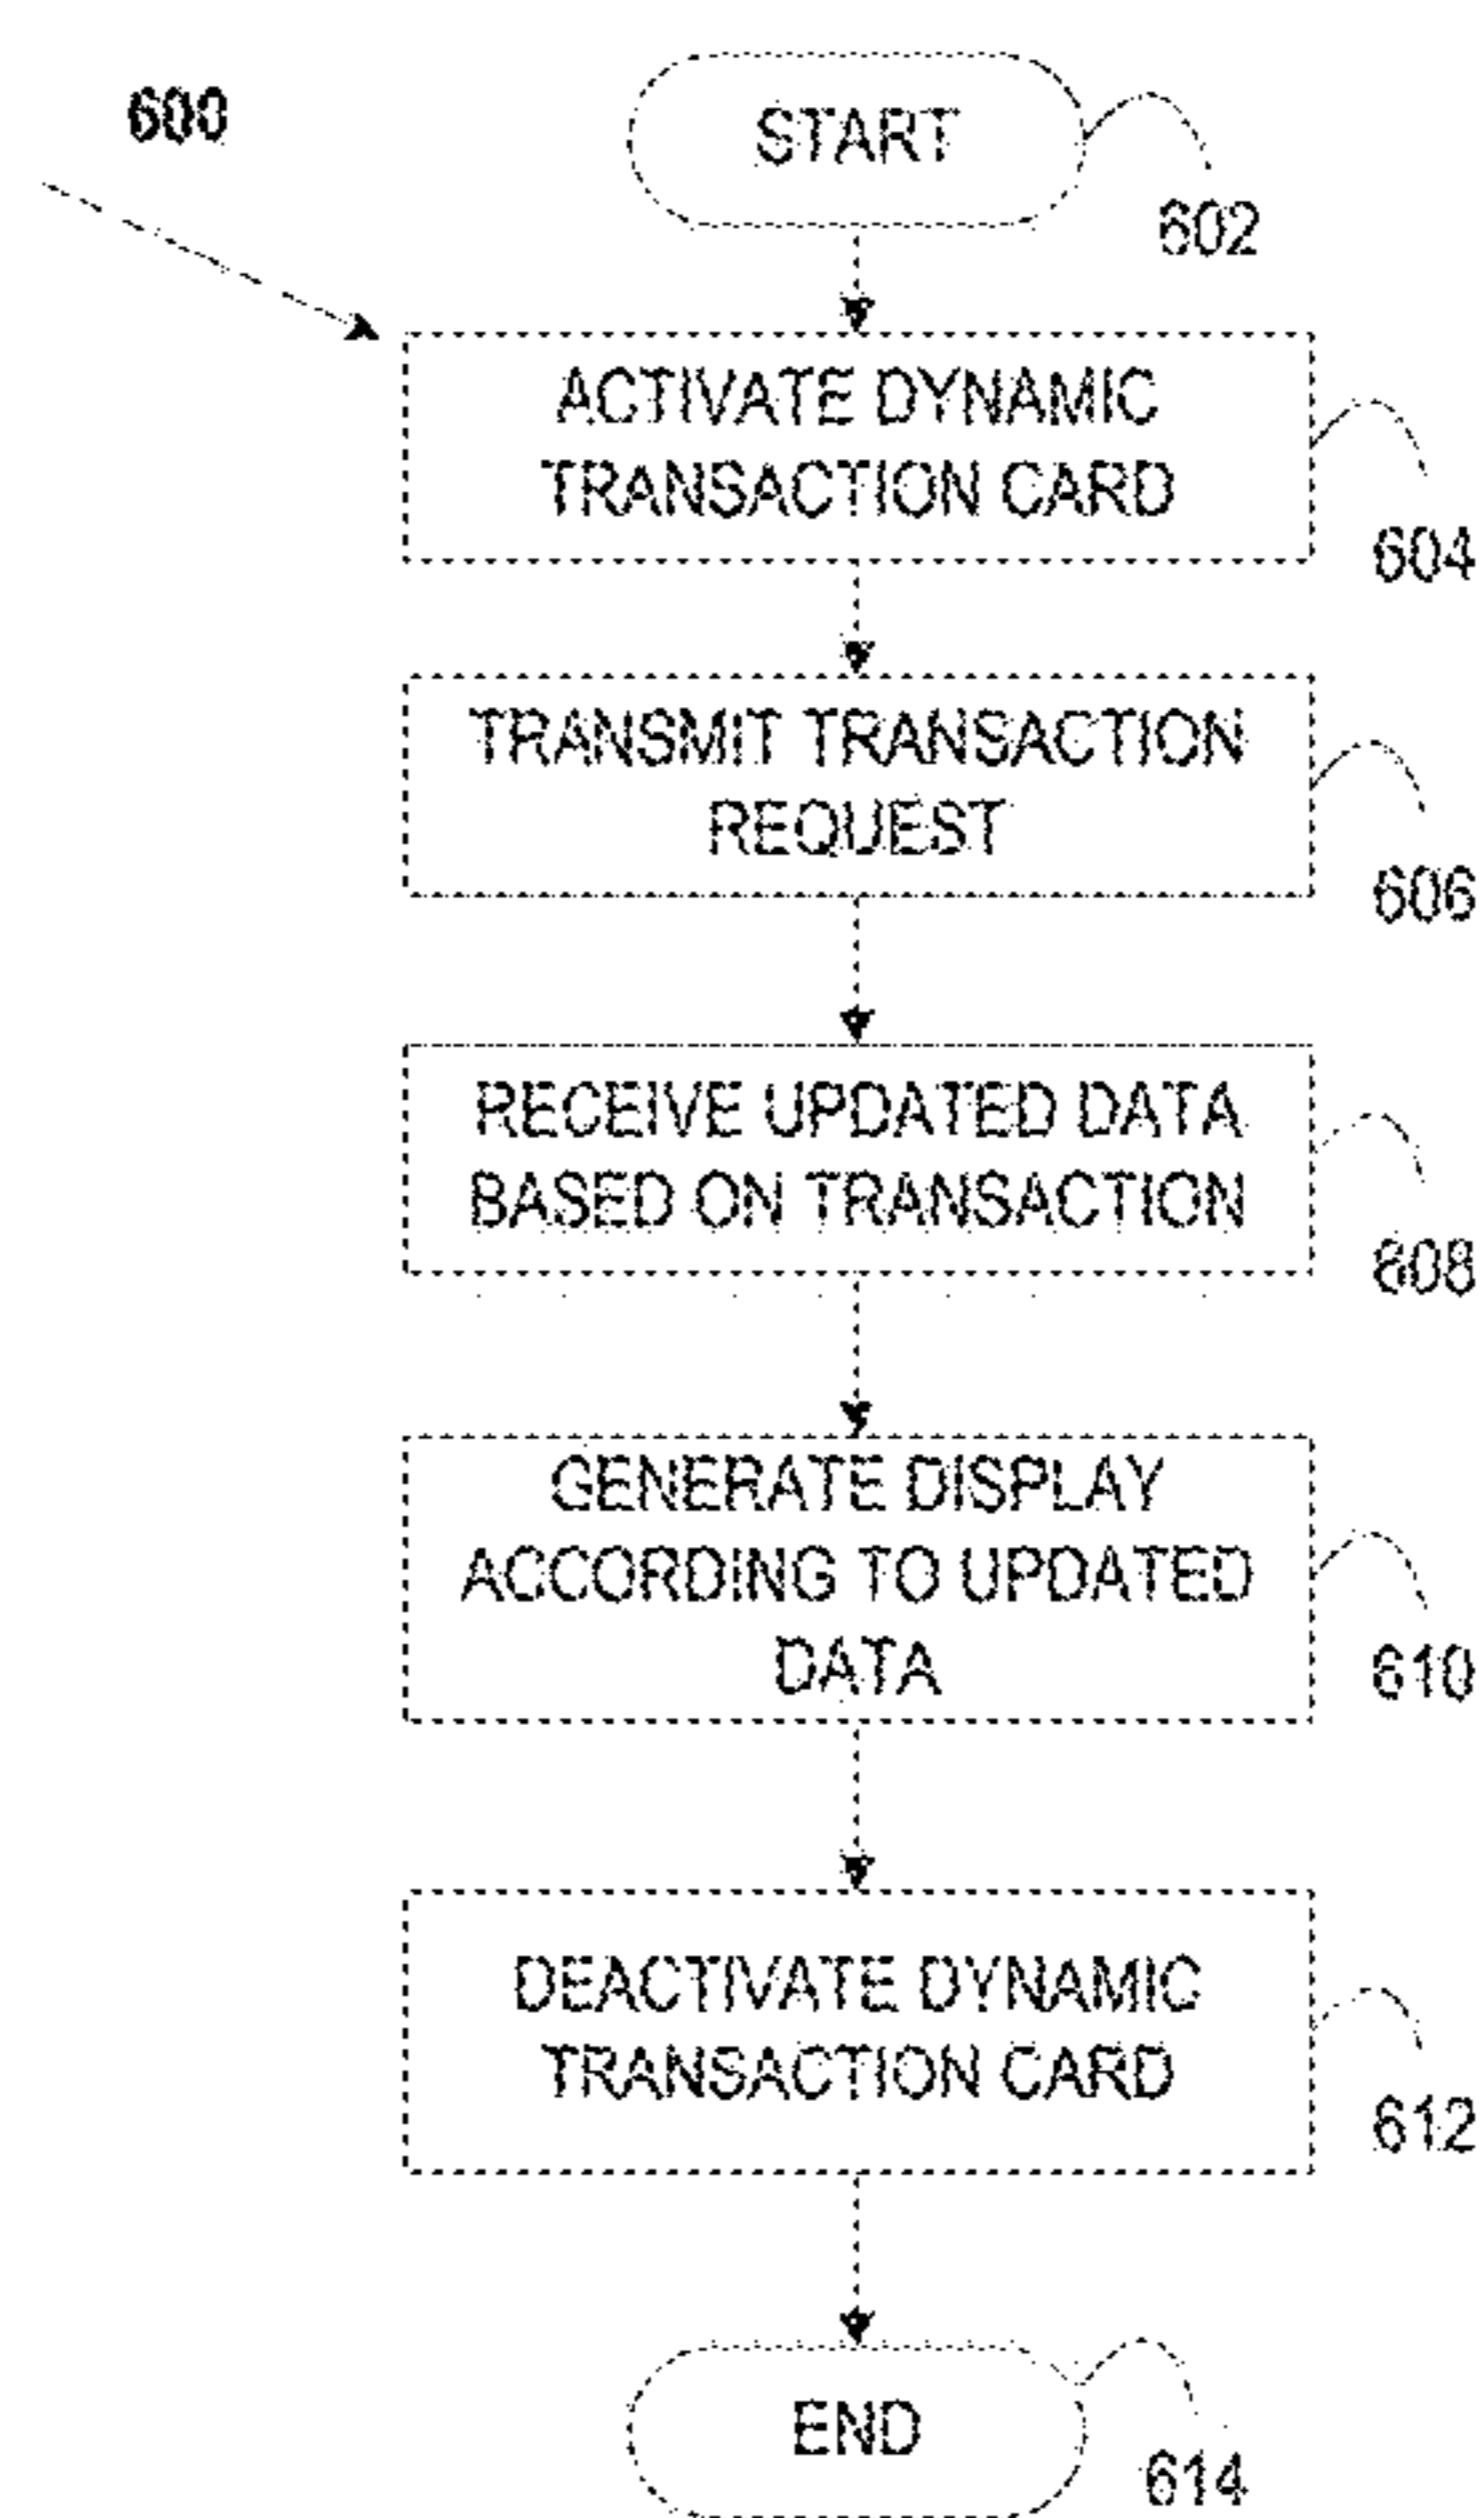 600
START
602
ACTIVATE DYNAMIC
TRANSACTION CARD
604
TRANSMIT TRANSACTION
REQUEST
606
RECEIVE UPDATED DATA
BASED ON TRANSACTION
608
GENERATE DISPLAY
ACCORDING TO UPDATED
DATA
610
DEACTIVATE DYNAMIC
TRANSACTION CARD
612
END
614